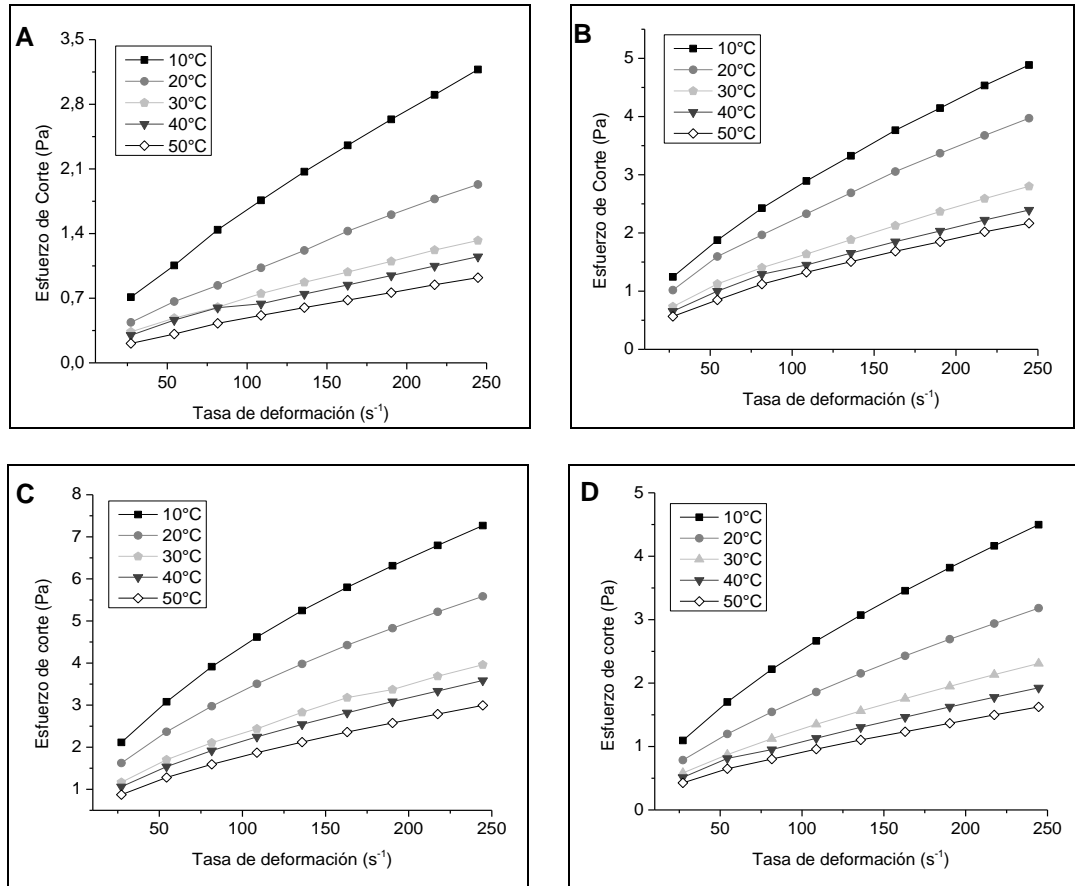 A
3,5
2,8
2,1
1,4
0,7
0,0
Esfuerzo de Corte (Pa)
10°C
20°C
30°C
40°C
50°C
50 100 150 200 250
Tasa de deformación (s-1)
B
5
4
3
2
1
0
Esfuerzo de Corte (Pa)
10°C
20°C
30°C
40°C
50°C
50 100 150 200 250
Tasa de deformación (s-1)
C
8
7
6
5
4
3
2
1
Esfuerzo de corte (Pa)
10°C
20°C
30°C
40°C
50°C
50 100 150 200 250
Tasa de deformación (s-1)
D
5
4
3
2
1
0
Esfuerzo de corte (Pa)
10°C
20°C
30°C
40°C
50°C
50 100 150 200 250
Tasa de deformación (s-1)